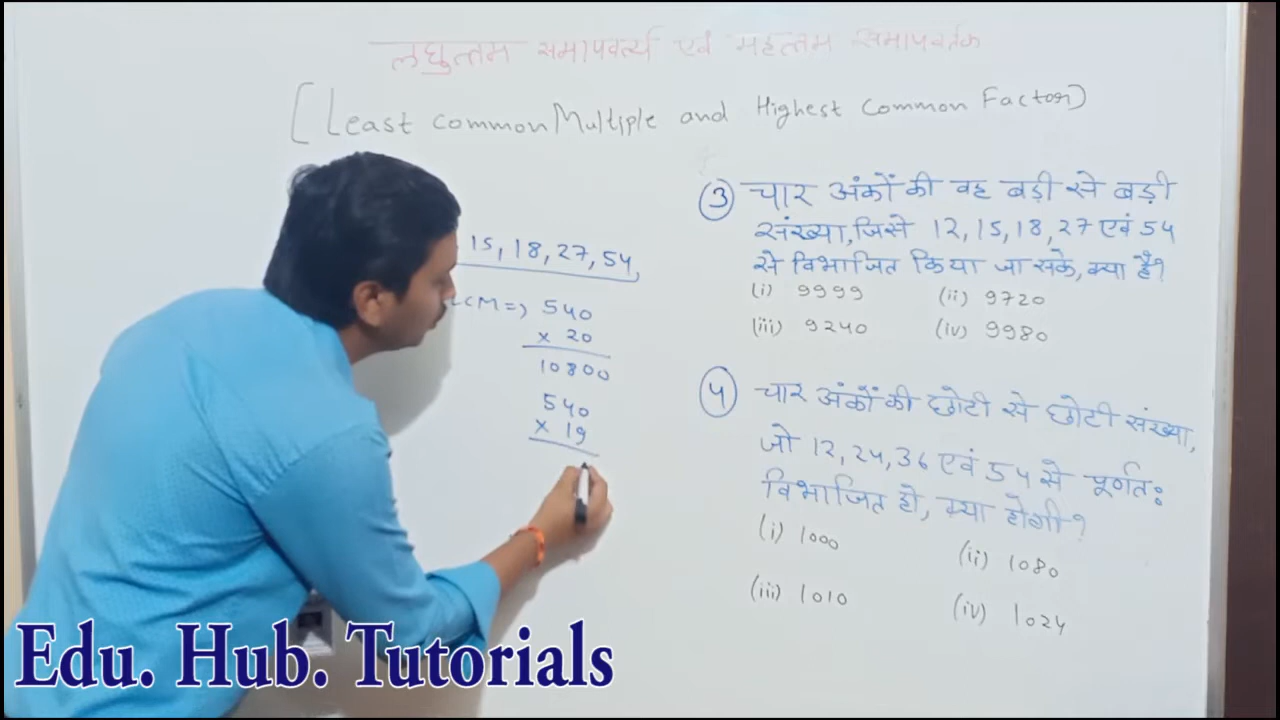 लघुत्तम समापवर्त्य एवं महत्तम समापवर्तक
[Least common Multiple and Highest Common Factor)
15, 18, 27, 54
LCM => 540
x 20
10800
540
x 19
(3) चार अंकों की वह बड़ी से बड़ी
संख्या, जिसे 12, 15, 18, 27 एवं 54
से विभाजित किया जा सके, क्या है?
(i) 9999 (ii) 9720
(iii) 9240 (iv) 9980
(4) चार अंकों की छोटी से छोटी संख्या,
जो 12, 24, 36 एवं 54 से पूर्णतः
विभाजित हो, क्या होगी?
(i) 1000 (ii) 1080
(iii) 1010 (iv) 1024
Edu. Hub. Tutorials